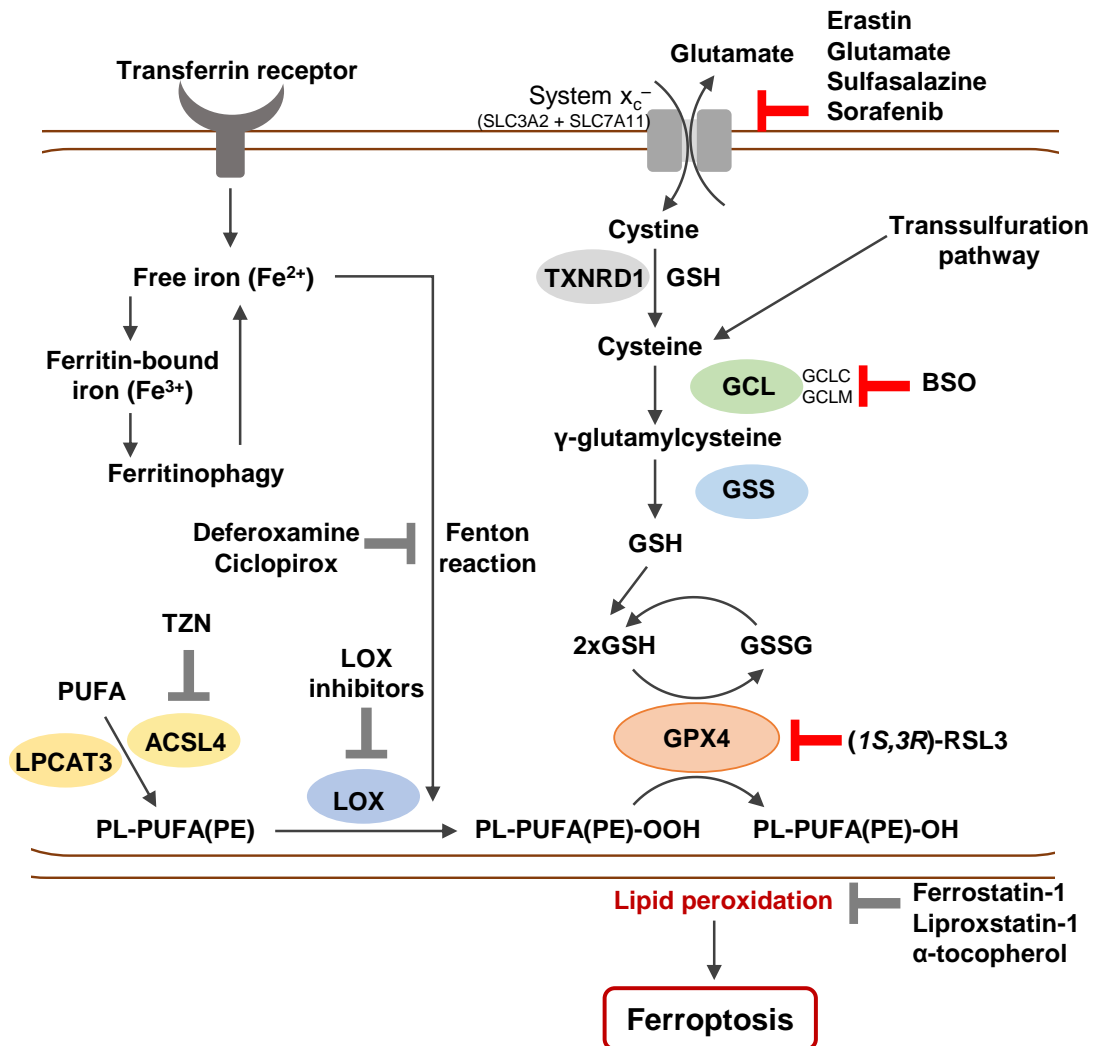 Transferrin receptor
Glutamate
Erastin
Glutamate
Sulfasalazine
Sorafenib
System x꜀⁻
(SLC3A2 + SLC7A11)
Cystine
Transsulfuration
pathway
TXNRD1
GSH
Free iron (Fe²⁺)
Cysteine
Ferritin-bound
iron (Fe³⁺)
GCL
GCLC
GCLM
BSO
γ-glutamylcysteine
Ferritinophagy
GSS
Deferoxamine
Ciclopirox
Fenton
reaction
GSH
TZN
2xGSH
GSSG
LOX
inhibitors
PUFA
ACSL4
LPCAT3
GPX4
(1S,3R)-RSL3
LOX
PL-PUFA(PE)
PL-PUFA(PE)-OOH
PL-PUFA(PE)-OH
Lipid peroxidation
Ferrostatin-1
Liproxstatin-1
α-tocopherol
Ferroptosis